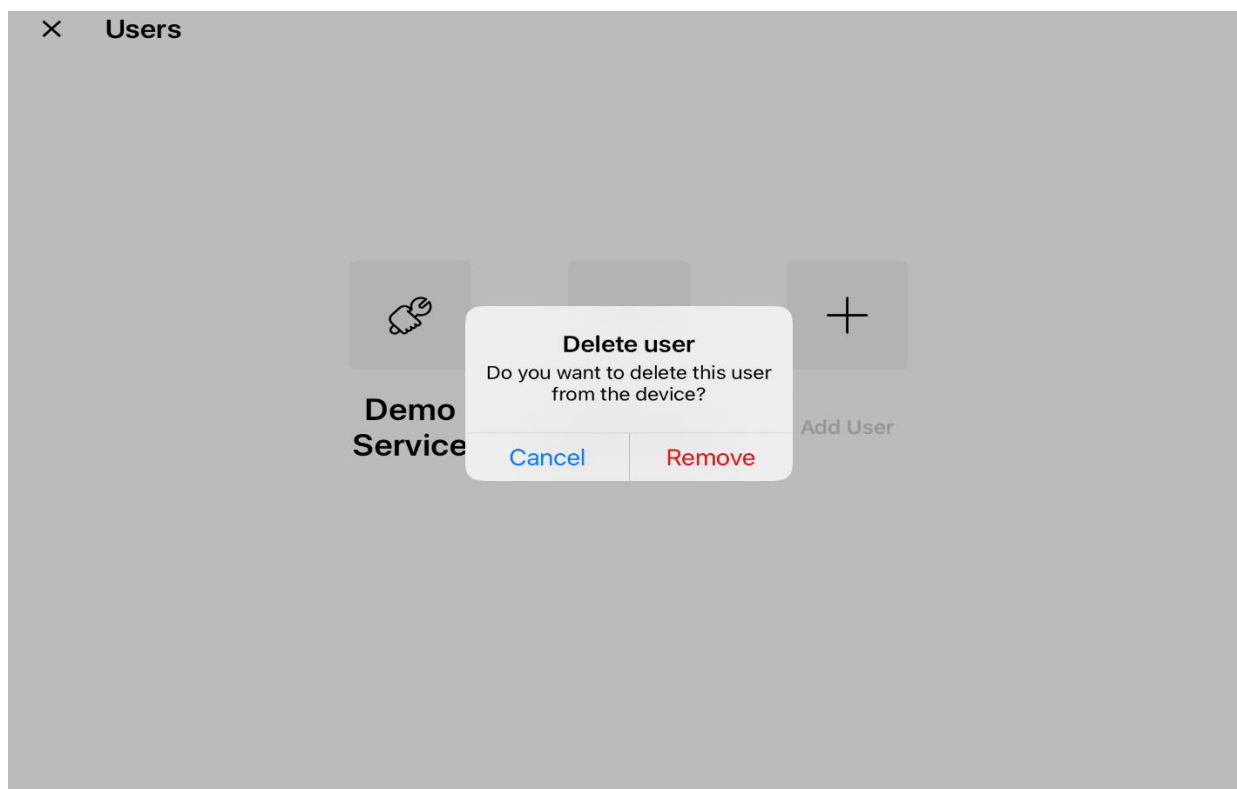 Users
Demo
Service
Add User
Delete user
Do you want to delete this user
from the device?
Cancel
Remove